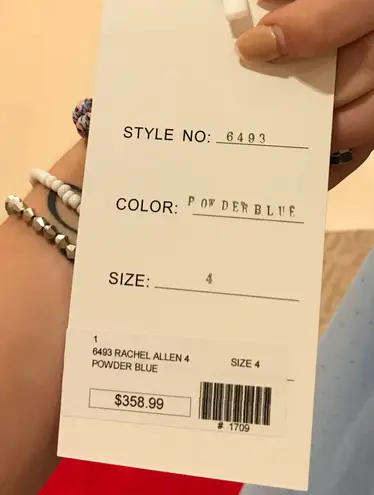 STYLE NO: 6493
COLOR: POWDERBLUE
SIZE: 4
1
6493 RACHEL ALLEN 4 SIZE 4
POWDER BLUE
$358.99
# 1709